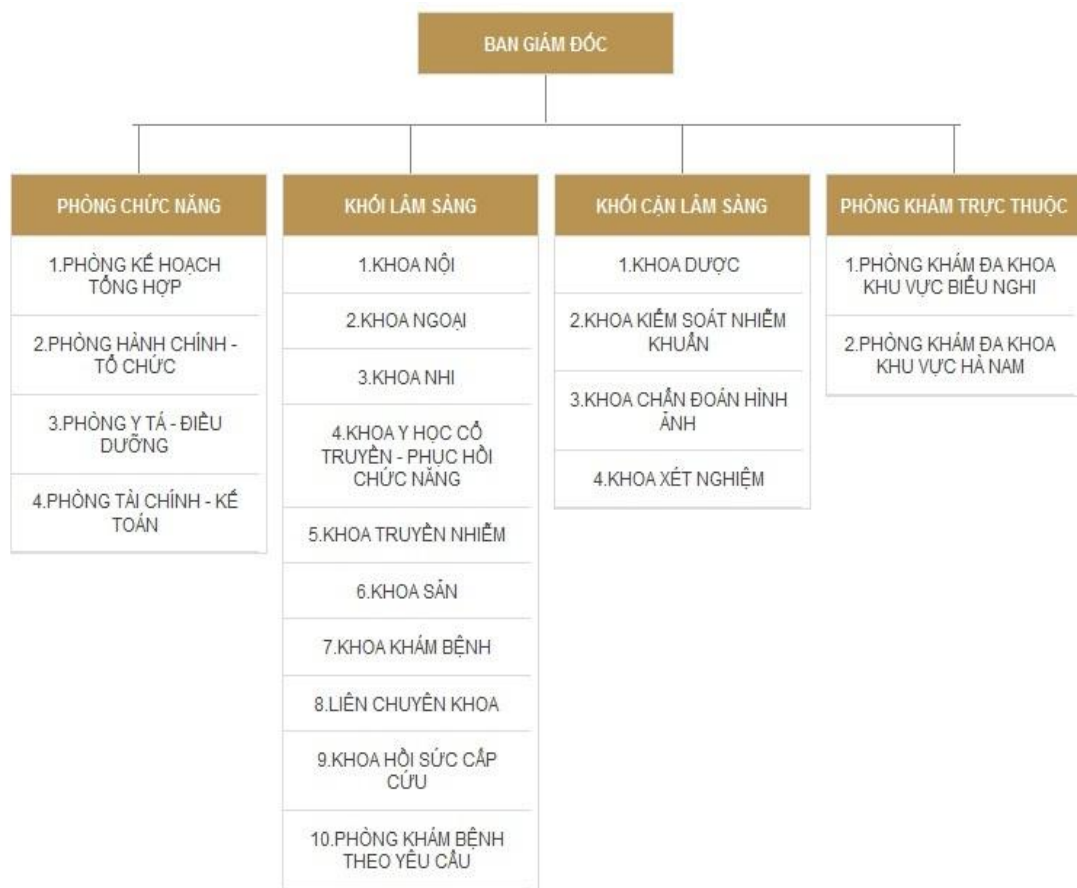 BAN GIÁM ĐỐC
PHÒNG CHỨC NĂNG
1.PHÒNG KẾ HOẠCH
TỔNG HỢP
2.PHÒNG HÀNH CHÍNH -
TỔ CHỨC
3.PHÒNG Y TÁ - ĐIỀU
DƯỠNG
4.PHÒNG TÀI CHÍNH - KẾ
TOÁN
KHỐI LÂM SÀNG
1.KHOA NỘI
2.KHOA NGOẠI
3.KHOA NHI
4.KHOA Y HỌC CỔ
TRUYỀN - PHỤC HỒI
CHỨC NĂNG
5.KHOA TRUYỀN NHIỄM
6.KHOA SẢN
7.KHOA KHÁM BỆNH
8.LIÊN CHUYÊN KHOA
9.KHOA HỒI SỨC CẤP
CỨU
10.PHÒNG KHÁM BỆNH
THEO YÊU CẦU
KHỐI CẬN LÂM SÀNG
1.KHOA DƯỢC
2.KHOA KIỂM SOÁT NHIỄM
KHUẨN
3.KHOA CHẨN ĐOÁN HÌNH
ẢNH
4.KHOA XÉT NGHIỆM
PHÒNG KHÁM TRỰC THUỘC
1.PHÒNG KHÁM ĐA KHOA
KHU VỰC BIỂU NGHI
2.PHÒNG KHÁM ĐA KHOA
KHU VỰC HÀ NAM